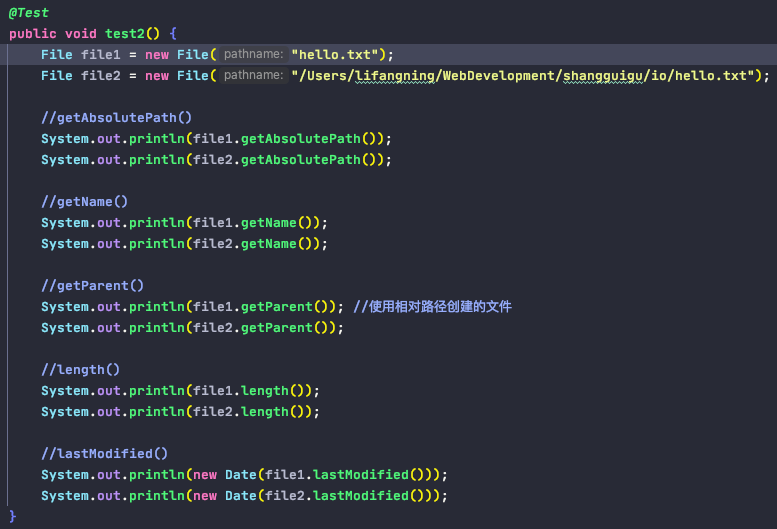 @Test
public void test2() {
File file1 = new File( pathname: "hello.txt");
File file2 = new File( pathname: "/Users/lifangning/WebDevelopment/shangguigu/io/hello.txt");
//getAbsolutePath()
System.out.println(file1.getAbsolutePath());
System.out.println(file2.getAbsolutePath());
//getName()
System.out.println(file1.getName());
System.out.println(file2.getName());
//getParent()
System.out.println(file1.getParent()); //使用相对路径创建的文件
System.out.println(file2.getParent());
//length()
System.out.println(file1.length());
System.out.println(file2.length());
//lastModified()
System.out.println(new Date(file1.lastModified()));
System.out.println(new Date(file2.lastModified()));
}